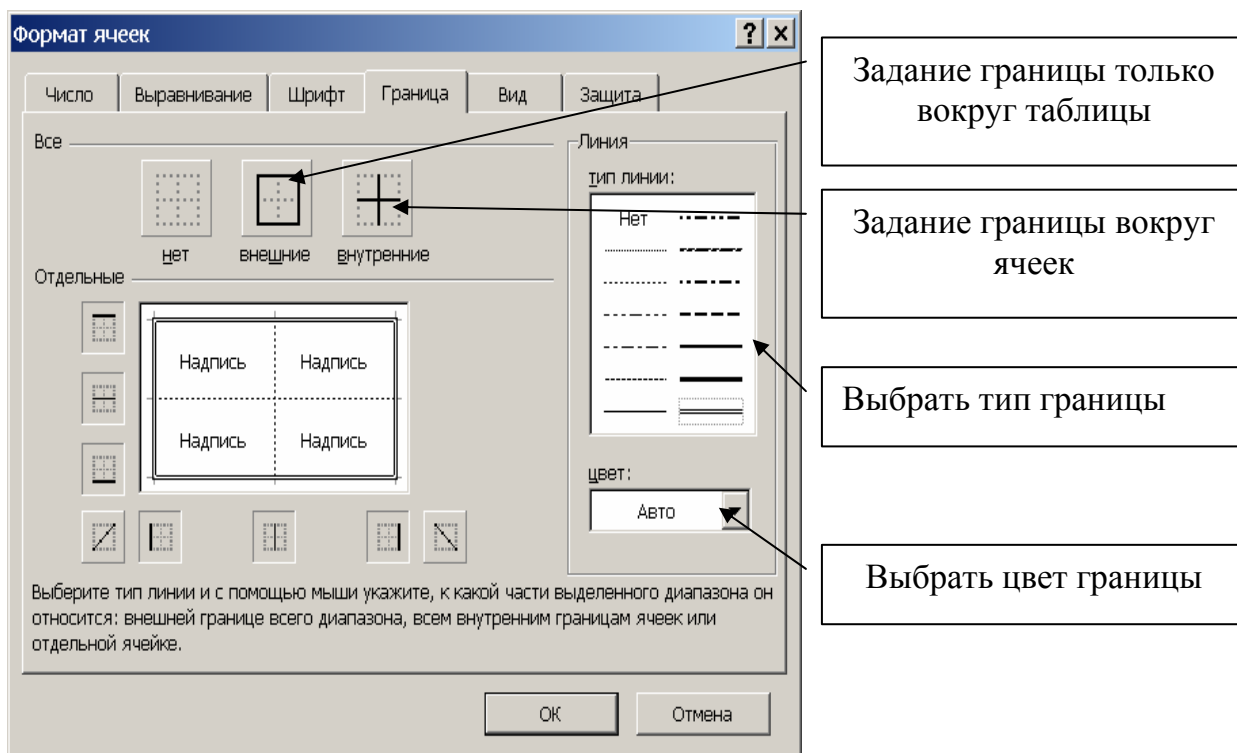 Формат ячеек
Число Выравнивание Шрифт Граница Вид Защита
Все
нет внешние внутренние
Отдельные
Надпись Надпись
Надпись Надпись
Линия
тип линии:
Нет
цвет:
Авто
Выберите тип линии и с помощью мыши укажите, к какой части выделенного диапазона он
относится: внешней границе всего диапазона, всем внутренним границам ячеек или
отдельной ячейке.
ОК Отмена
Задание границы только
вокруг таблицы
Задание границы вокруг
ячеек
Выбрать тип границы
Выбрать цвет границы